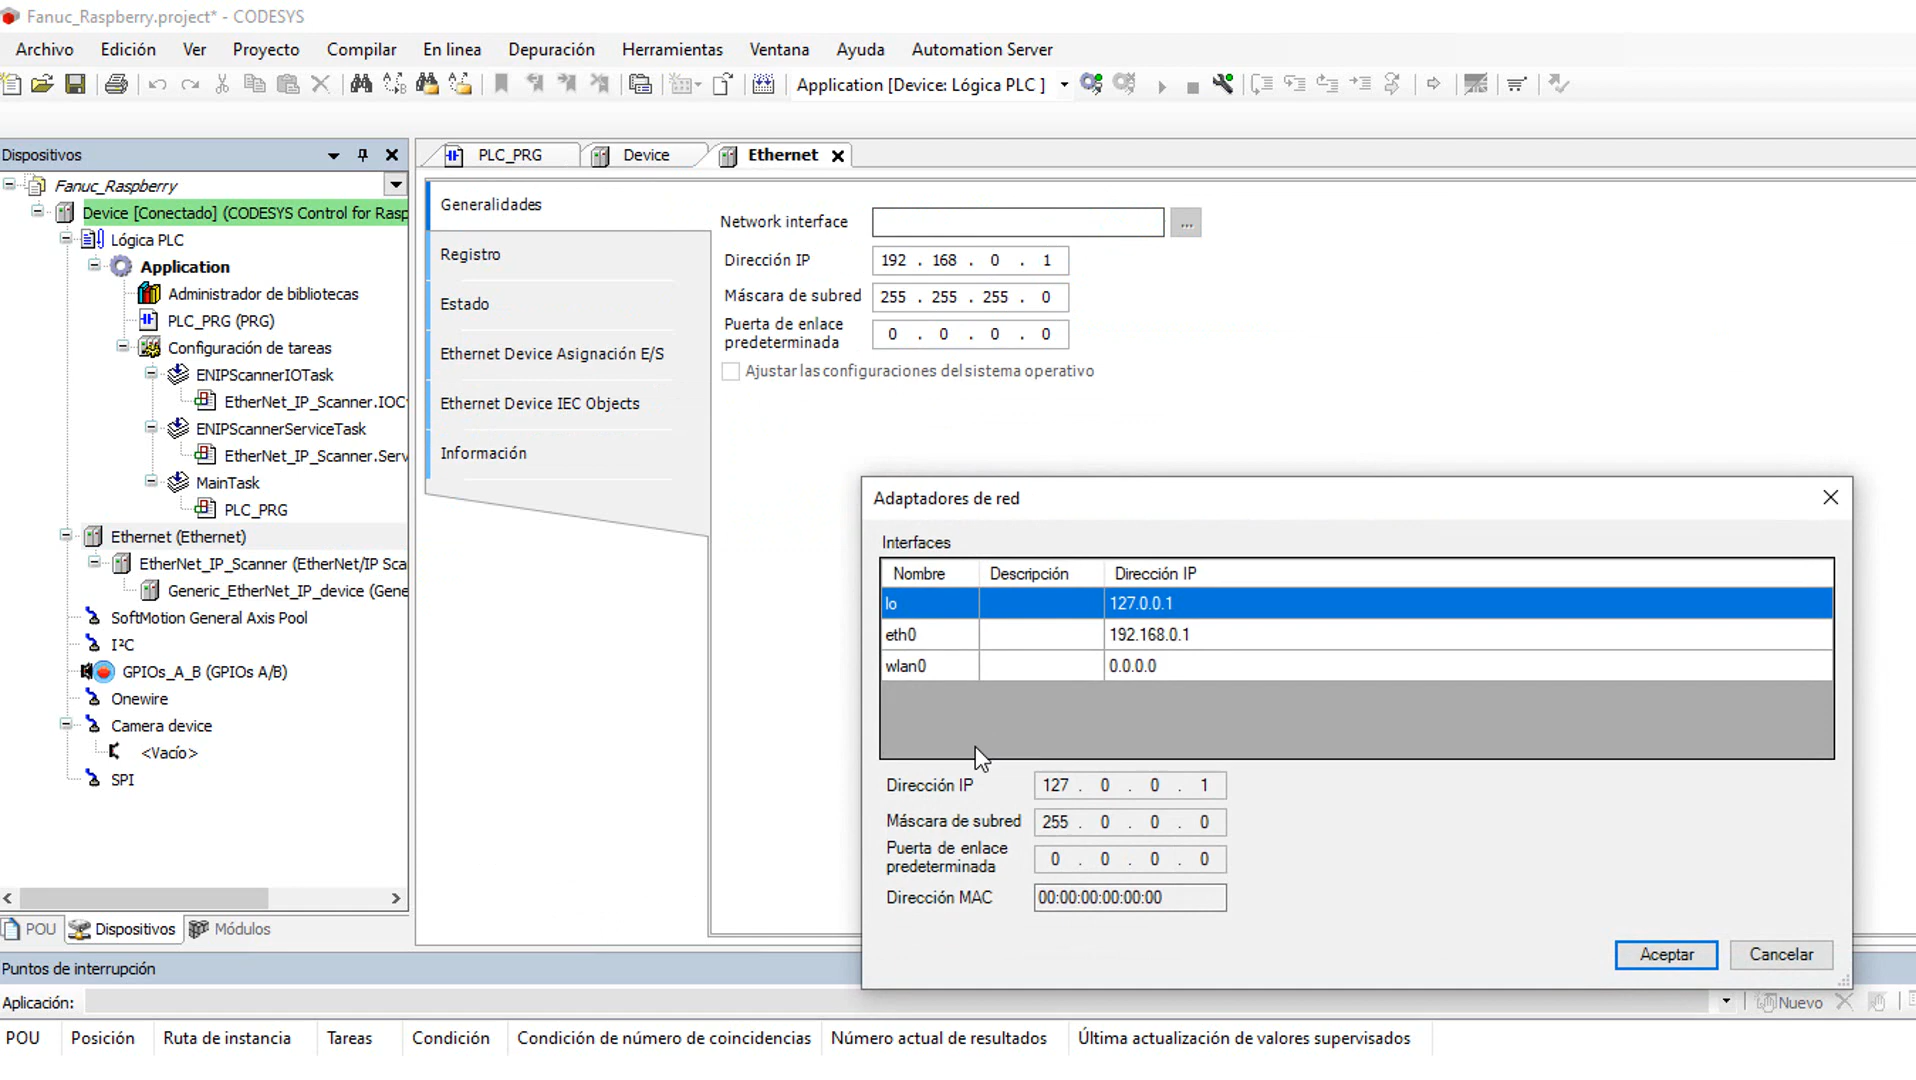 Fanuc_Raspberry.project* - CODESYS
Archivo Edición Ver Proyecto Compilar En linea Depuración Herramientas Ventana Ayuda Automation Server
Application [Device: Lógica PLC ]
Dispositivos
Fanuc_Raspberry
Device [Conectado] (CODESYS Control for Rasp
Lógica PLC
Application
Administrador de bibliotecas
PLC_PRG (PRG)
Configuración de tareas
ENIPScannerIOTask
EtherNet_IP_Scanner.IOC
ENIPScannerServiceTask
EtherNet_IP_Scanner.Serv
MainTask
PLC_PRG
Ethernet (Ethernet)
EtherNet_IP_Scanner (EtherNet/IP Sca
Generic_EtherNet_IP_device (Gene
SoftMotion General Axis Pool
I²C
GPIOs_A_B (GPIOs A/B)
Onewire
Camera device
<Vacío>
SPI
POU Dispositivos Módulos
PLC_PRG Device Ethernet
Generalidades
Registro
Estado
Ethernet Device Asignación E/S
Ethernet Device IEC Objects
Información
Network interface ...
Dirección IP 192 . 168 . 0 . 1
Máscara de subred 255 . 255 . 255 . 0
Puerta de enlace
predeterminada 0 . 0 . 0 . 0
Ajustar las configuraciones del sistema operativo
Adaptadores de red
Interfaces
Nombre Descripción Dirección IP
lo 127.0.0.1
eth0 192.168.0.1
wlan0 0.0.0.0
Dirección IP 127 . 0 . 0 . 1
Máscara de subred 255 . 0 . 0 . 0
Puerta de enlace
predeterminada 0 . 0 . 0 . 0
Dirección MAC 00:00:00:00:00:00
Aceptar Cancelar
Puntos de interrupción
Aplicación: Nuevo
POU Posición Ruta de instancia Tareas Condición Condición de número de coincidencias Número actual de resultados Última actualización de valores supervisados